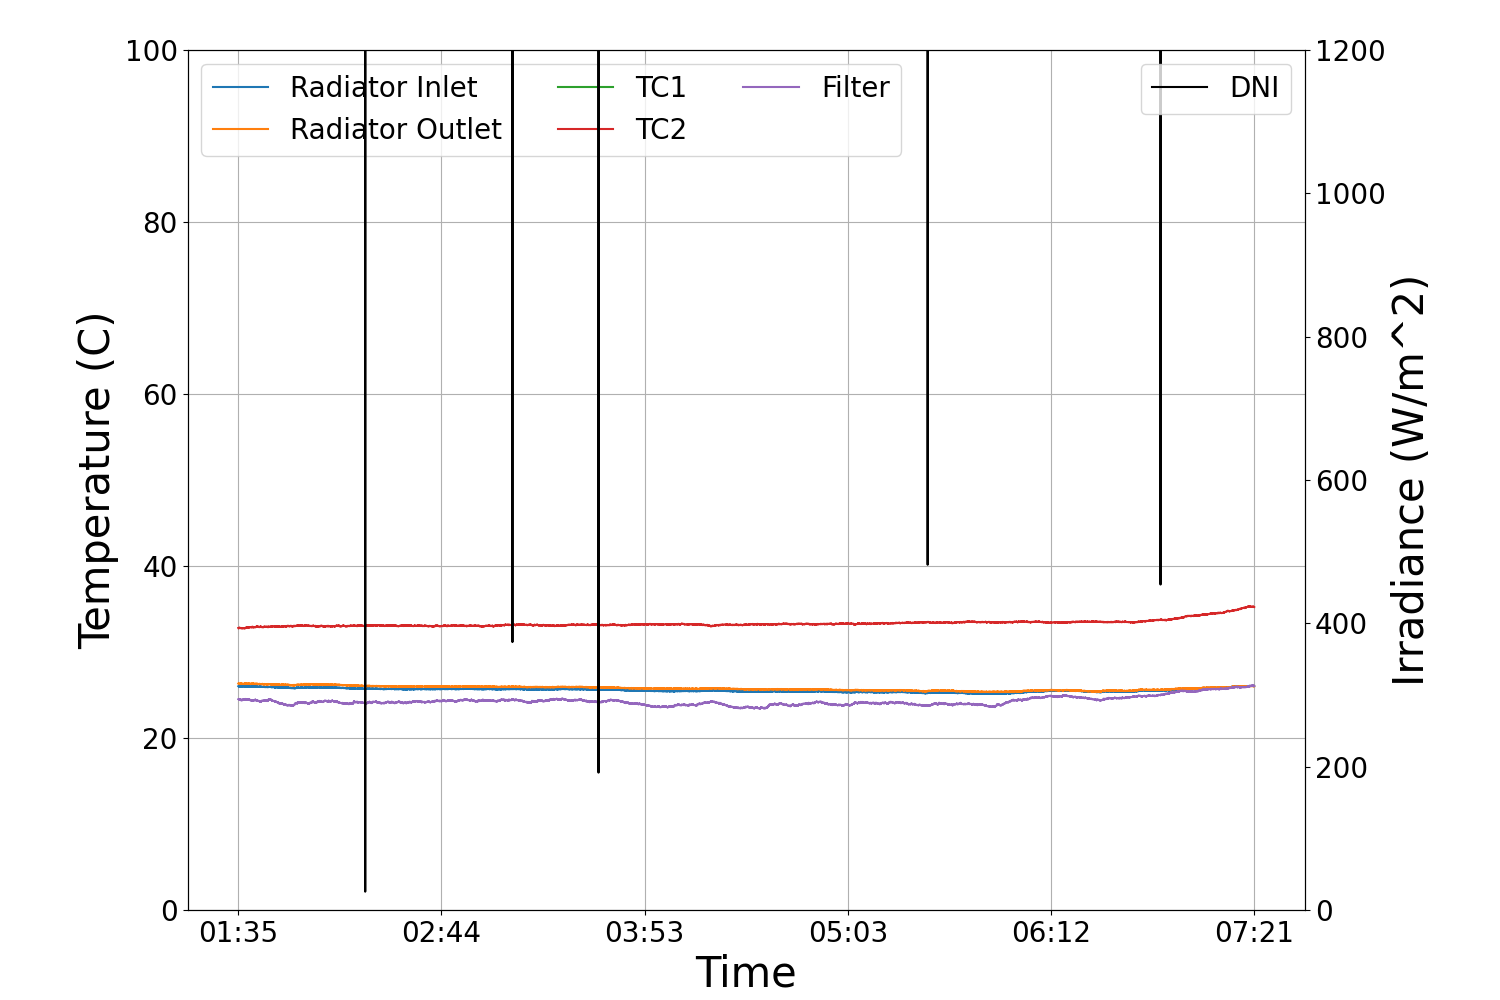 100
80
60
40
20
0
Temperature (C)
Radiator Inlet
Radiator Outlet
TC1
TC2
Filter
DNI
1200
1000
800
600
400
200
0
Irradiance (W/m^2)
01:35 02:44 03:53 05:03 06:12 07:21
Time